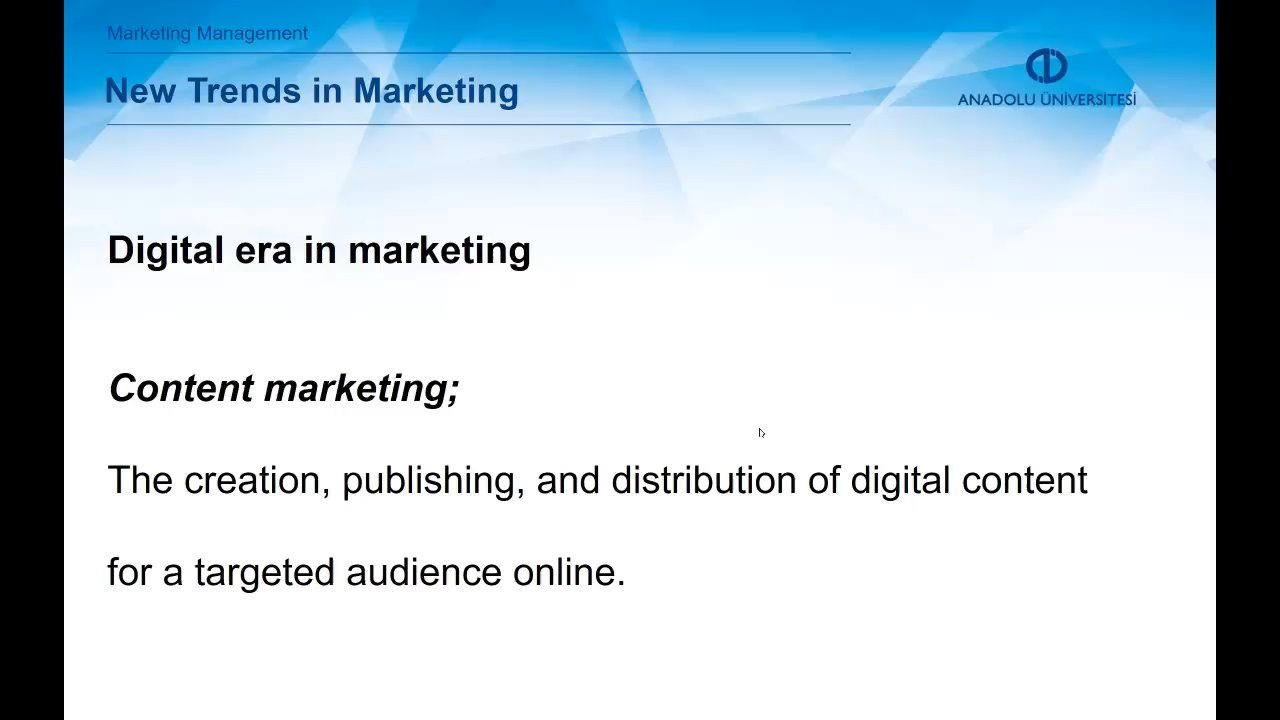 Marketing Management
New Trends in Marketing
ANADOLU ÜNİVERSİTESİ
Digital era in marketing
Content marketing;
The creation, publishing, and distribution of digital content
for a targeted audience online.